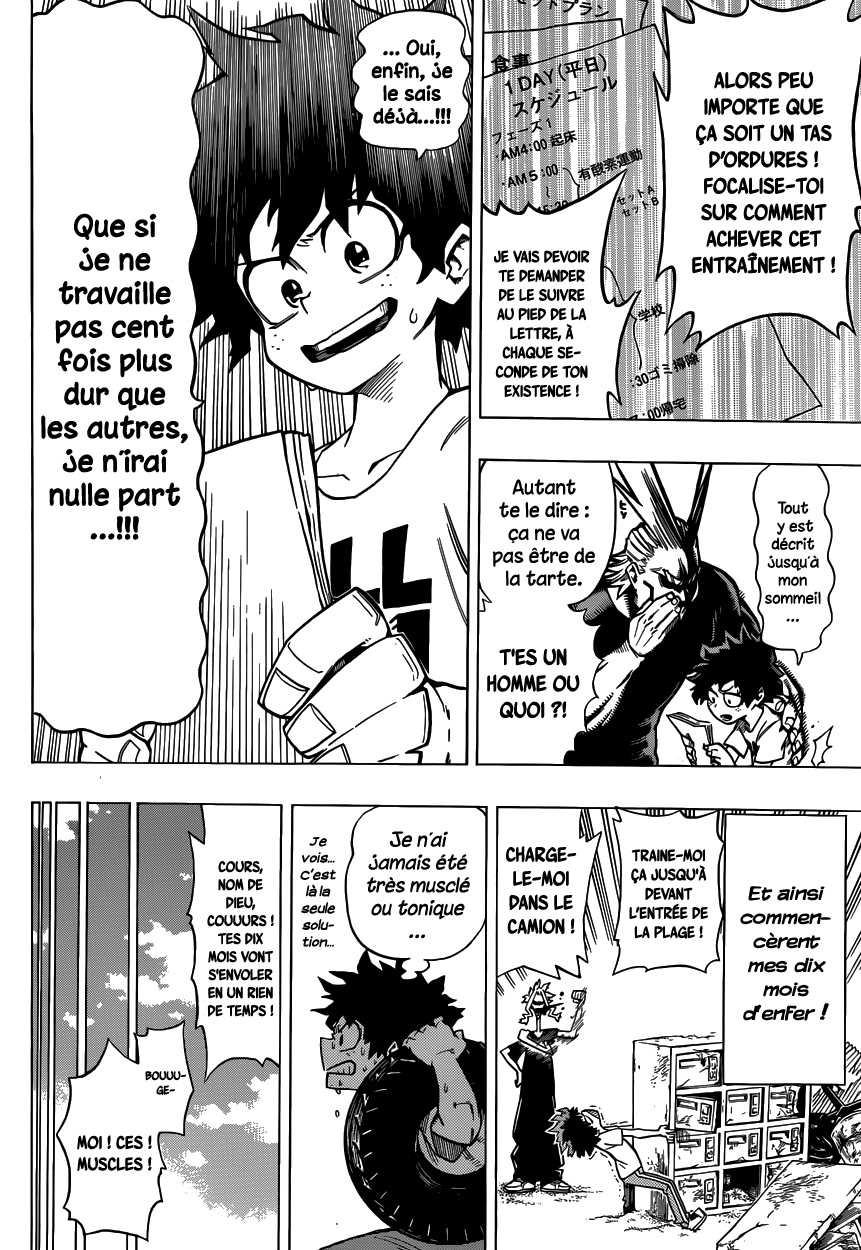 セットプラン
食事
1 DAY(平日)
スケジュール
フェーズ1
・AM4:00 起床
・AM5:00
有酸素運動
セットA
セットB
学校
:30ゴミ掃除
:00帰宅
ALORS PEU
IMPORTE QUE
ÇA SOIT UN TAS
D'ORDURES !
FOCALISE-TOI
SUR COMMENT
ACHEVER CET
ENTRAÎNEMENT !
JE VAIS DEVOIR
TE DEMANDER
DE LE SUIVRE
AU PIED DE LA
LETTRE, À
CHAQUE SE-
CONDE DE TON
EXISTENCE !
Tout
y est
décrit
jusqu'à
mon
sommeil
...
Autant
te le dire :
ça ne va
pas être de
la tarte.
T'ES UN
HOMME OU
QUOI ?!
... Oui,
enfin, je
le sais
déjà...!!!
Que si
je ne
travaille
pas cent
fois plus
dur que
les autres,
je n'irai
nulle part
...!!!
Et ainsi
commen-
cèrent
mes dix
mois
d'enfer !
TRAINE-MOI
ÇA JUSQU'À
DEVANT
L'ENTRÉE DE
LA PLAGE !
CHARGE-
LE-MOI
DANS LE
CAMION !
Je n'ai
jamais été
très musclé
ou tonique
...
Je
vois...
C'est
là la
seule
solu-
tion...
COURS,
NOM DE
DIEU,
COUUURS !
TES DIX
MOIS VONT
S'ENVOLER
EN UN RIEN
DE TEMPS !
BOUUU-
GE-
MOI ! CES !
MUSCLES !